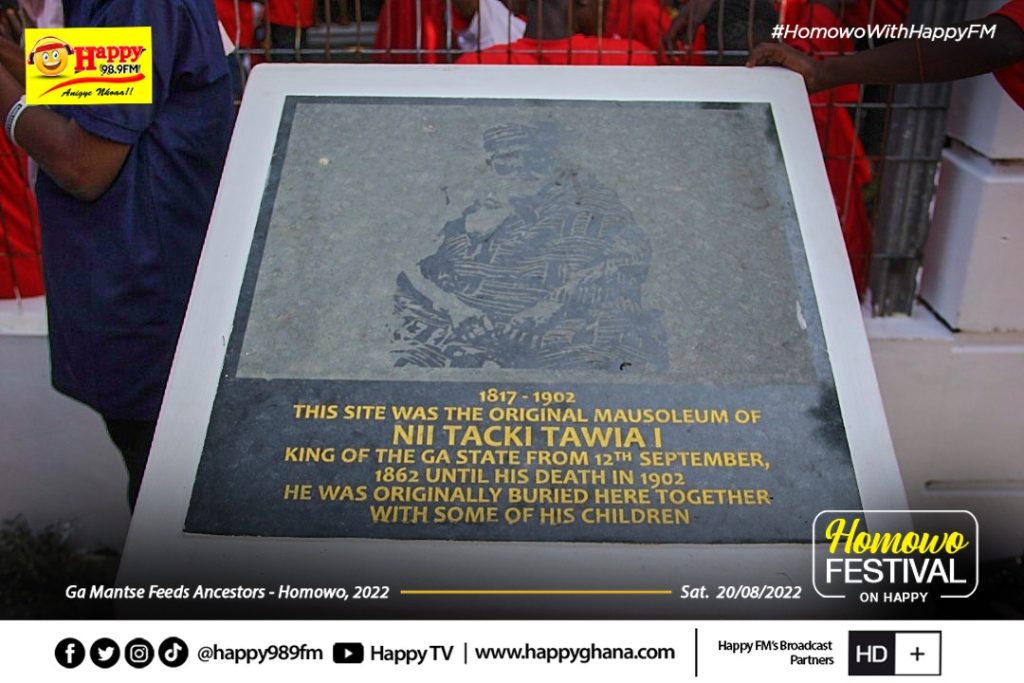 #HomowoWithHappyFM
Happy
98.9FM
Anigye Nkoaa!!
1817 - 1902
THIS SITE WAS THE ORIGINAL MAUSOLEUM OF
NII TACKI TAWIA I
KING OF THE GA STATE FROM 12TH SEPTEMBER,
1862 UNTIL HIS DEATH IN 1902
HE WAS ORIGINALLY BURIED HERE TOGETHER
WITH SOME OF HIS CHILDREN
Homowo
FESTIVAL
ON HAPPY
Ga Mantse Feeds Ancestors - Homowo, 2022 Sat. 20/08/2022
@happy989fm Happy TV | www.happyghana.com
Happy FM's Broadcast
Partners
HD +